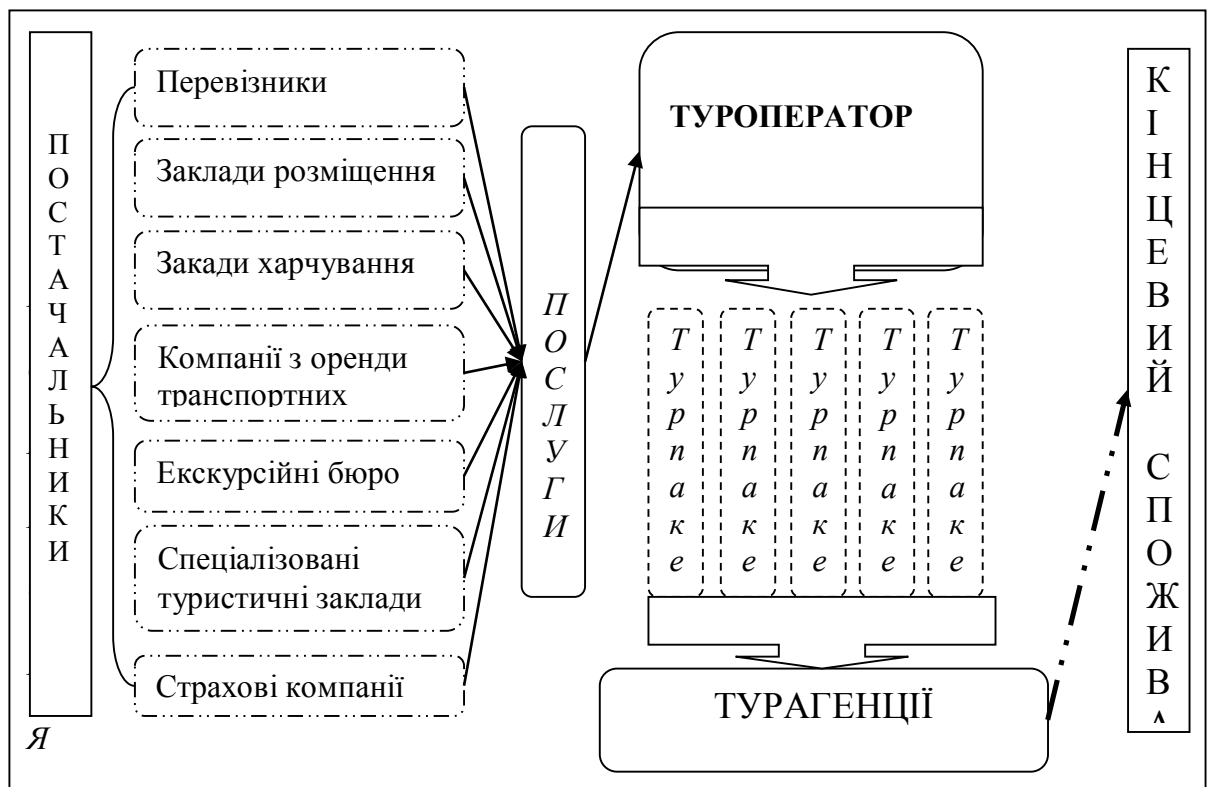 ПОСТАЧАЛЬНИКИ
Перевізники
Заклади розміщення
Закади харчування
Компанії з оренди
транспортних
Екскурсійні бюро
Спеціалізовані
туристичні заклади
Страхові компанії
Я
ПОСЛУГИ
ТУРОПЕРАТОР
Турпаке
Турпаке
Турпаке
Турпаке
Турпаке
ТУРАГЕНЦІЇ
КІНЦЕВИЙ СПОЖИВ